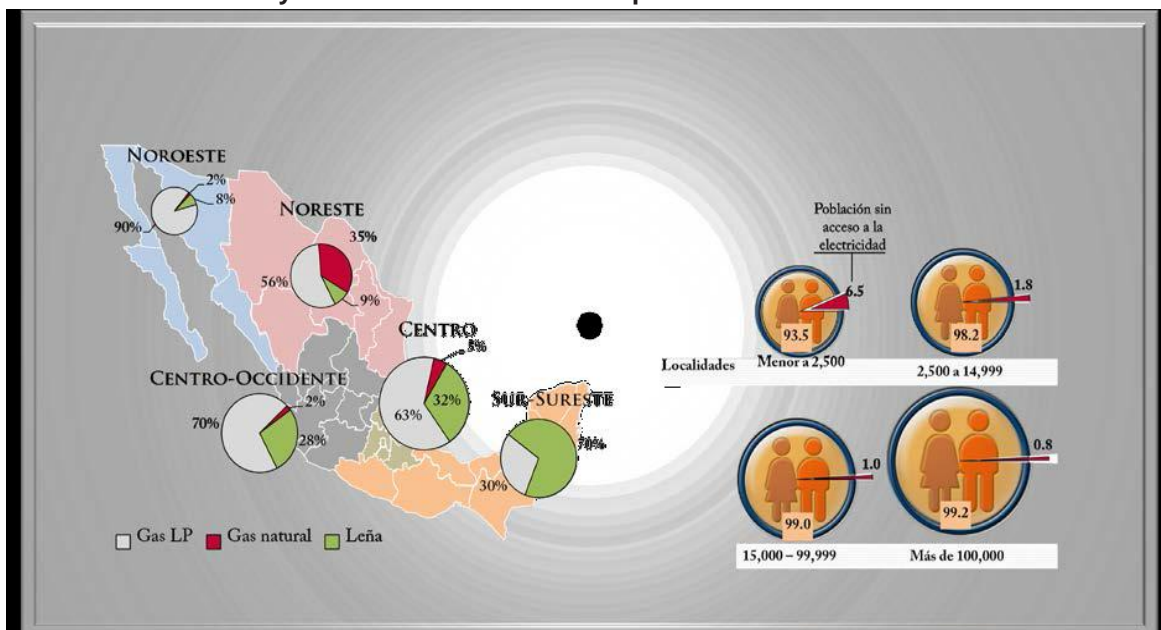 NOROESTE
2%
8%
90%
NORESTE
35%
56%
9%
CENTRO
5%
32%
63%
CENTRO-OCCIDENTE
2%
70%
28%
SUR-SURESTE
70%
30%
Gas LP
Gas natural
Leña
Población sin
acceso a la
electricidad
6.5
93.5
1.8
98.2
Localidades
Menor a 2,500
2,500 a 14,999
1.0
99.0
0.8
99.2
15,000 – 99,999
Más de 100,000